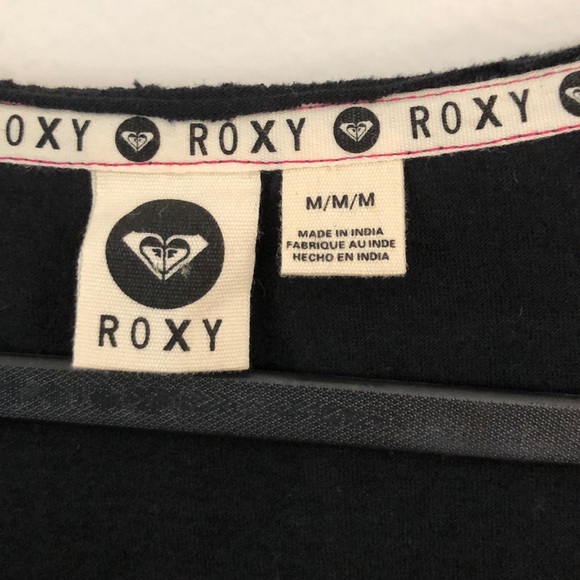 ROXY ROXY ROXY
ROXY
M/M/M
MADE IN INDIA
FABRIQUE AU INDE
HECHO EN INDIA